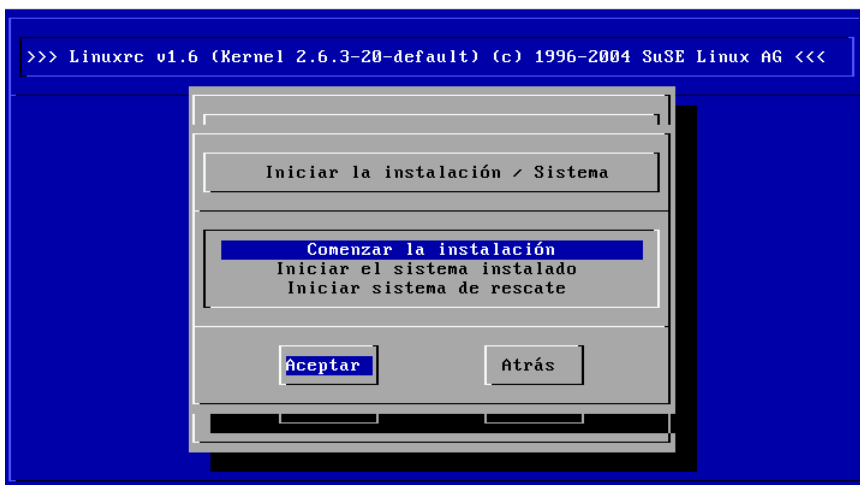 >>> Linuxrc v1.6 (Kernel 2.6.3-20-default) (c) 1996-2004 SuSE Linux AG <<<
Iniciar la instalación / Sistema
Comenzar la instalación
Iniciar el sistema instalado
Iniciar sistema de rescate
Aceptar Atrás